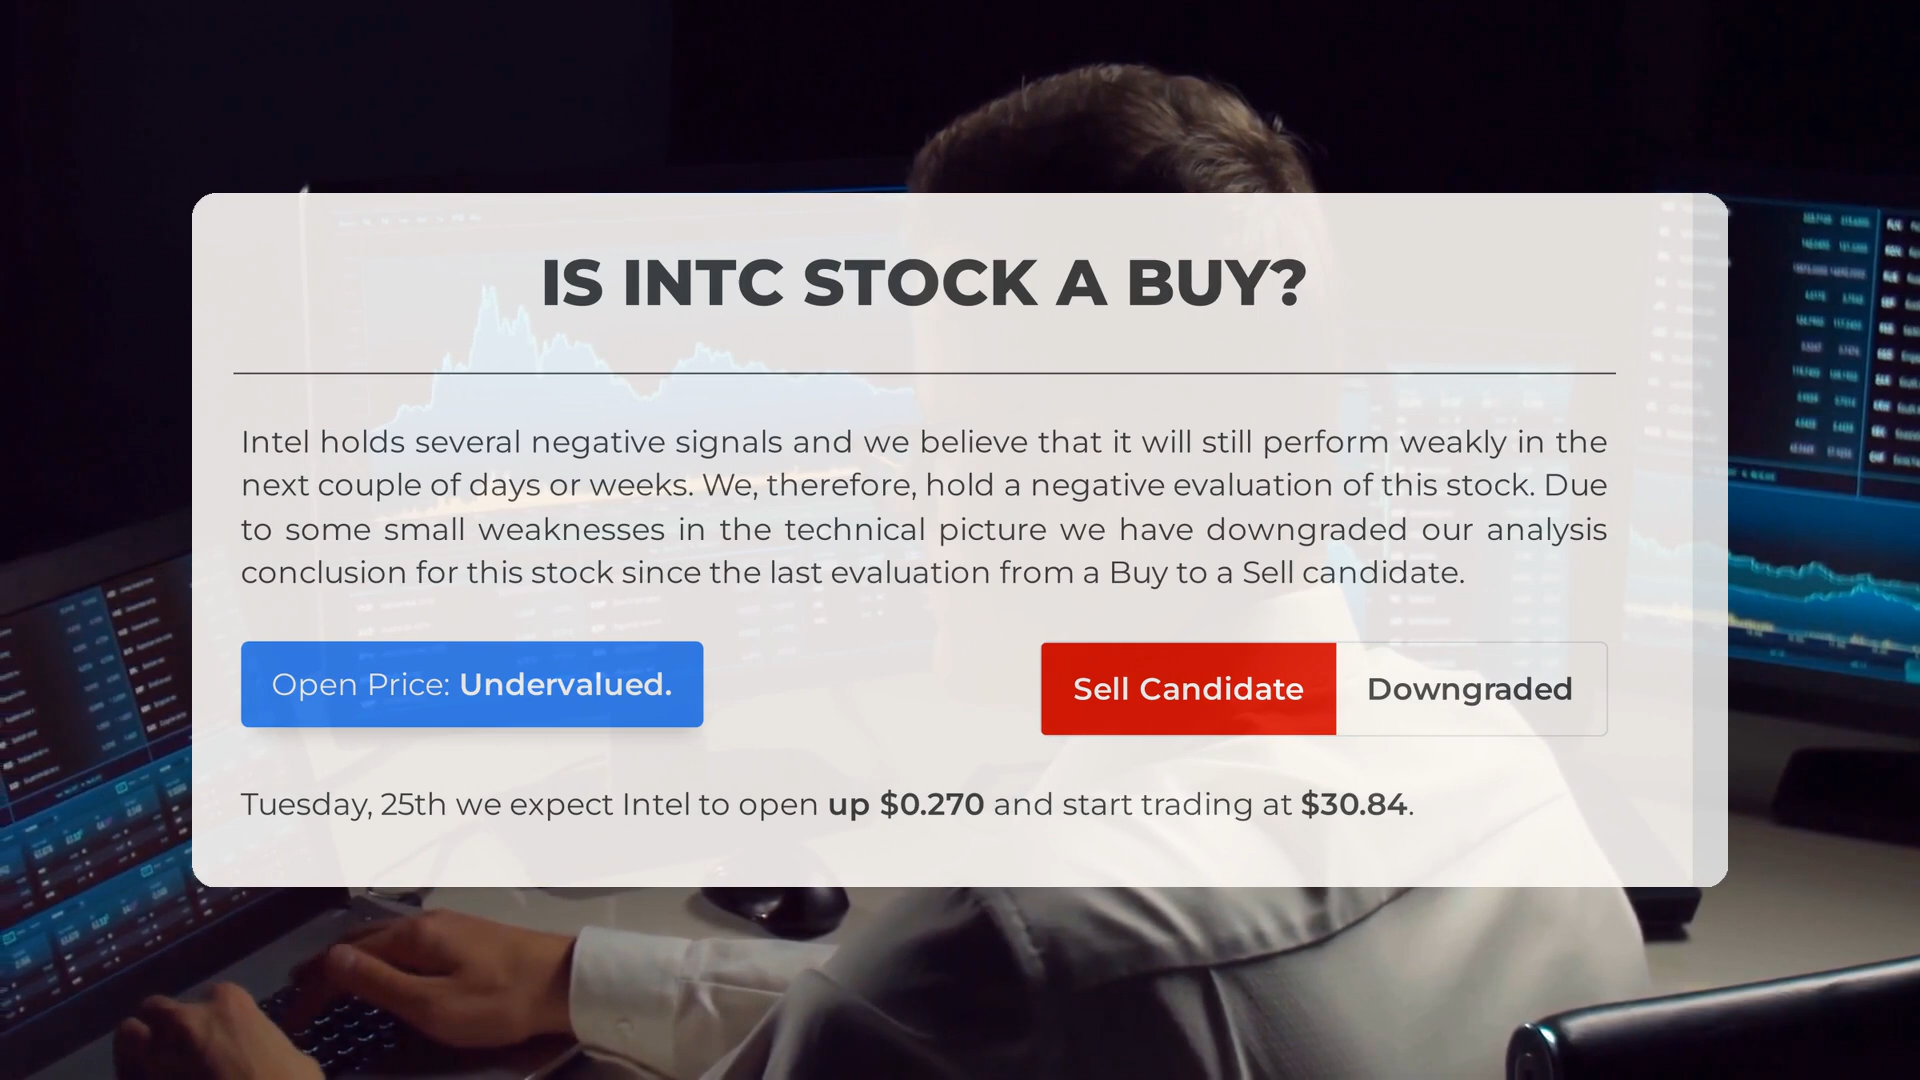 IS INTC STOCK A BUY?
Intel holds several negative signals and we believe that it will still perform weakly in the
next couple of days or weeks. We, therefore, hold a negative evaluation of this stock. Due
to some small weaknesses in the technical picture we have downgraded our analysis
conclusion for this stock since the last evaluation from a Buy to a Sell candidate.
Open Price: Undervalued.
Sell Candidate Downgraded
Tuesday, 25th we expect Intel to open up $0.270 and start trading at $30.84.